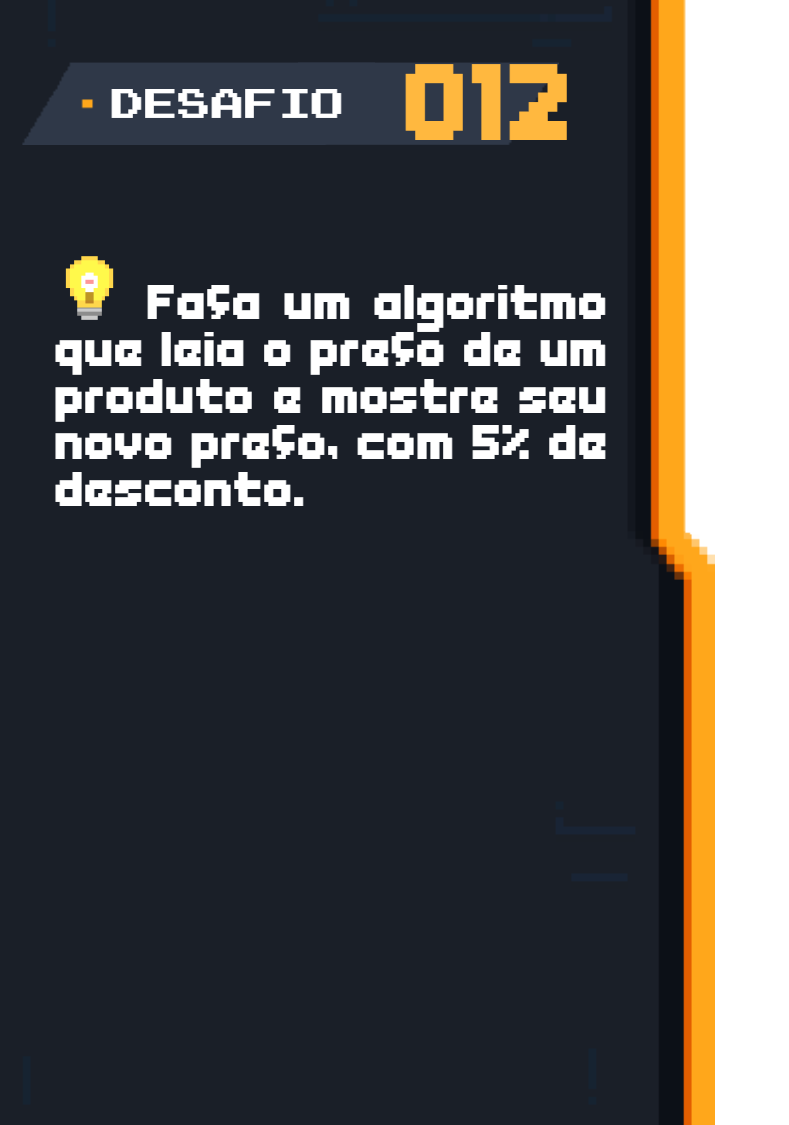 DESAFIO 012
Faça um algoritmo
que leia o preço de um
produto e mostre seu
novo preço, com 5% de
desconto.